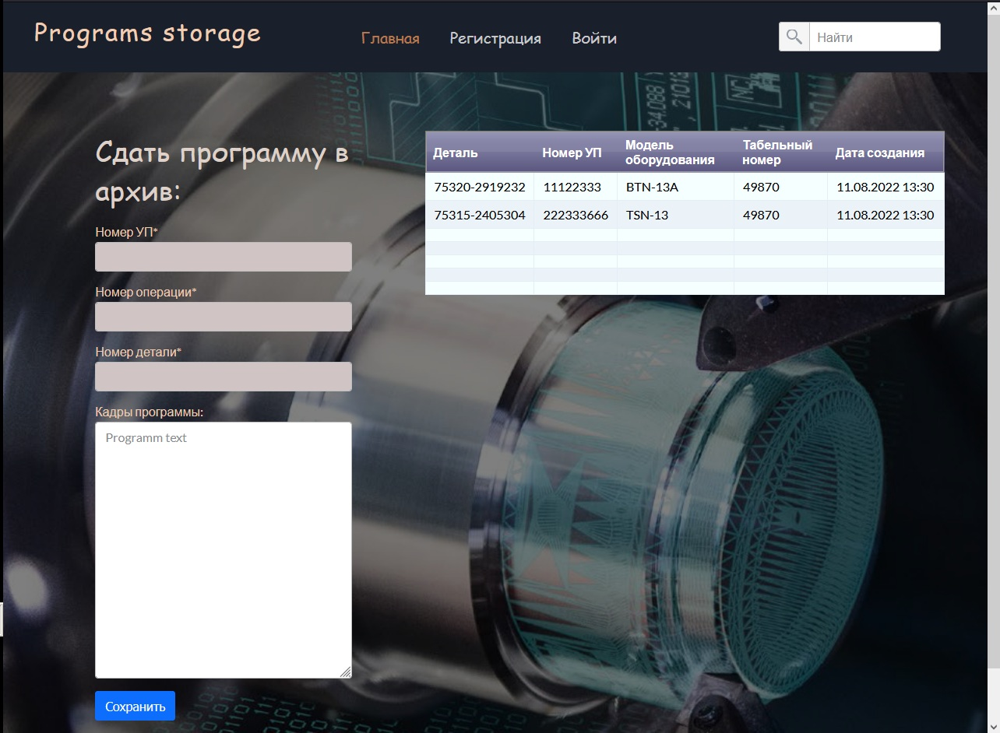 Programs storage
Главная Регистрация Войти
Найти
Сдать программу в
архив:
Номер УП*
Номер операции*
Номер детали*
Кадры программы:
Programm text
Сохранить
Деталь Номер УП Модель оборудования Табельный номер Дата создания
75320-2919232 11122333 BTN-13A 49870 11.08.2022 13:30
75315-2405304 222333666 TSN-13 49870 11.08.2022 13:30